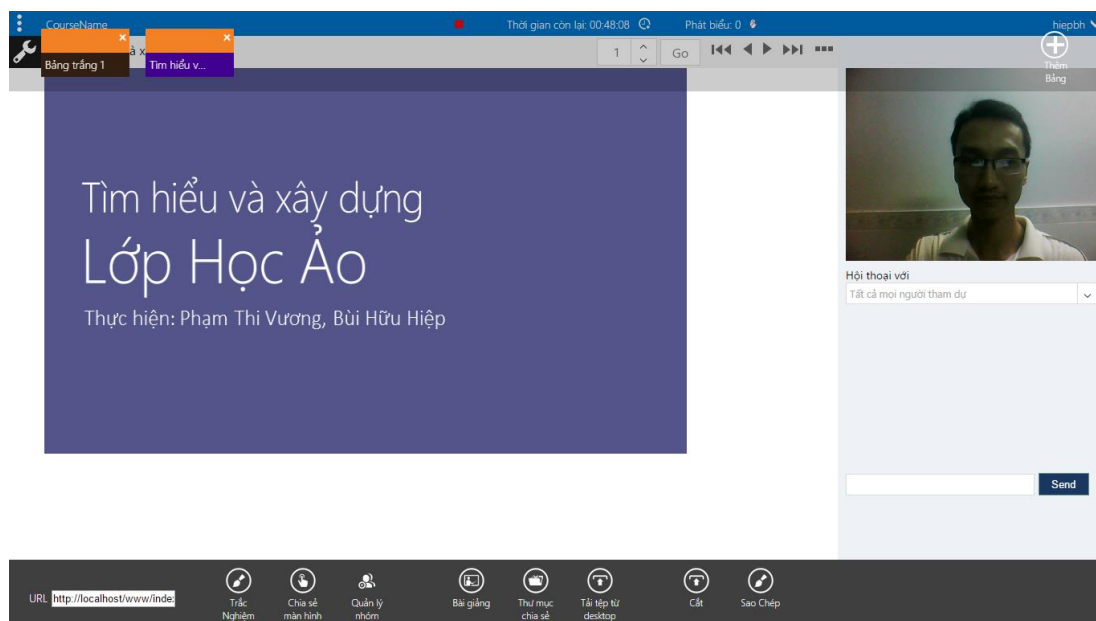 CourseName
Thời gian còn lại: 00:48:08
Phát biểu: 0
hiepbh
Bảng trắng 1
à x
Tìm hiểu v...
1
Go
Thêm
Bảng
Tìm hiểu và xây dựng
Lớp Học Ảo
Thực hiện: Phạm Thi Vương, Bùi Hữu Hiệp
Hội thoại với
Tất cả mọi người tham dự
Send
URL http://localhost/www/inde
Trắc
Nghiệm
Chia sẻ
màn hình
Quản lý
nhóm
Bài giảng
Thư mục
chia sẻ
Tải tệp từ
desktop
Cắt
Sao Chép